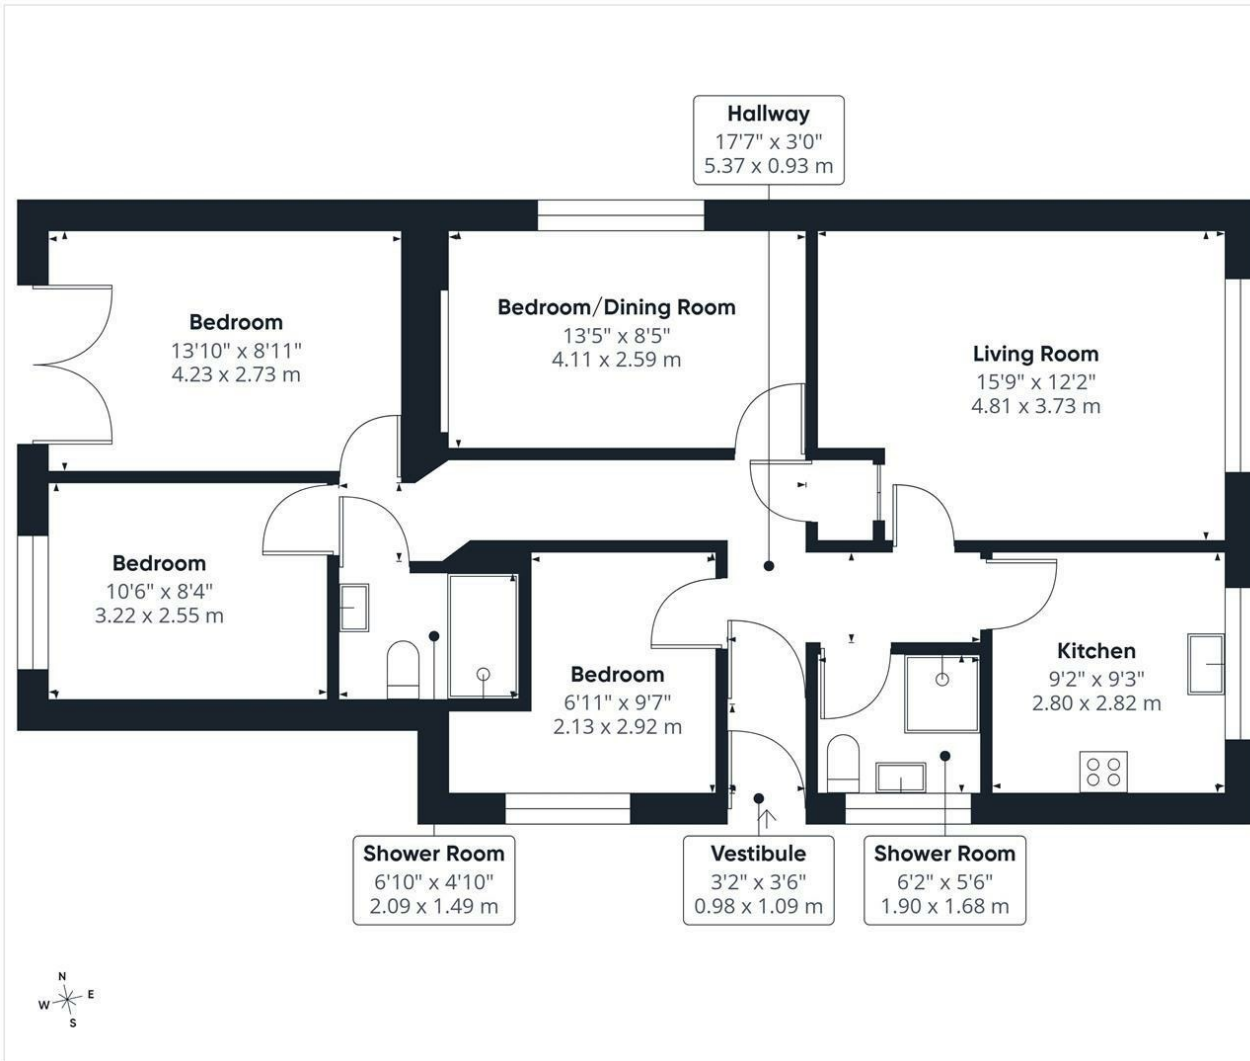 Hallway
17'7" x 3'0"
5.37 x 0.93 m
Bedroom
13'10" x 8'11"
4.23 x 2.73 m
Bedroom/Dining Room
13'5" x 8'5"
4.11 x 2.59 m
Living Room
15'9" x 12'2"
4.81 x 3.73 m
Bedroom
10'6" x 8'4"
3.22 x 2.55 m
Bedroom
6'11" x 9'7"
2.13 x 2.92 m
Kitchen
9'2" x 9'3"
2.80 x 2.82 m
Shower Room
6'10" x 4'10"
2.09 x 1.49 m
Vestibule
3'2" x 3'6"
0.98 x 1.09 m
Shower Room
6'2" x 5'6"
1.90 x 1.68 m
N
W E
S